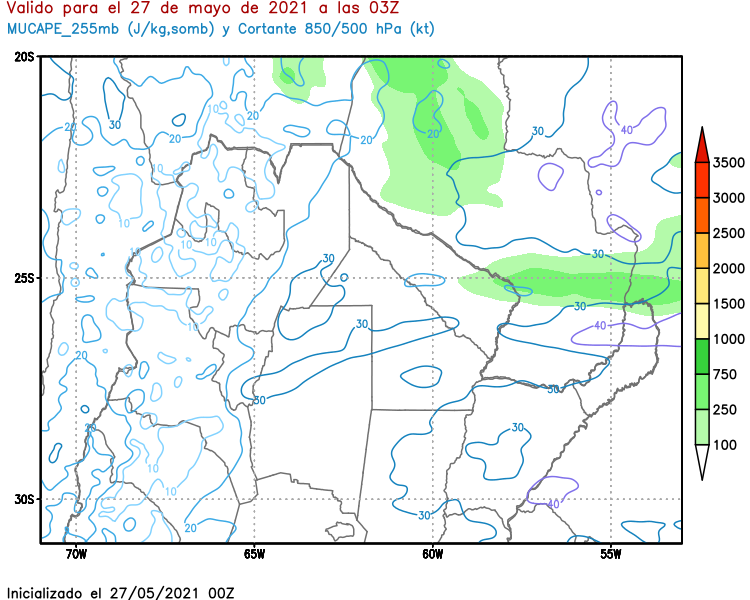 Valido para el 27 de mayo de 2021 a las 03Z
MUCAPE_255mb (J/kg,somb) y Cortante 850/500 hPa (kt)
20S
25S
30S
70W 65W 60W 55W
3500
3000
2500
2000
1500
1000
750
250
100
20 30 20 10 20 20 20 30 40
10 10 10 10 30 30
10 30 30 40
20 30 30
20 10 10 30
20 30 40
Inicializado el 27/05/2021 00Z